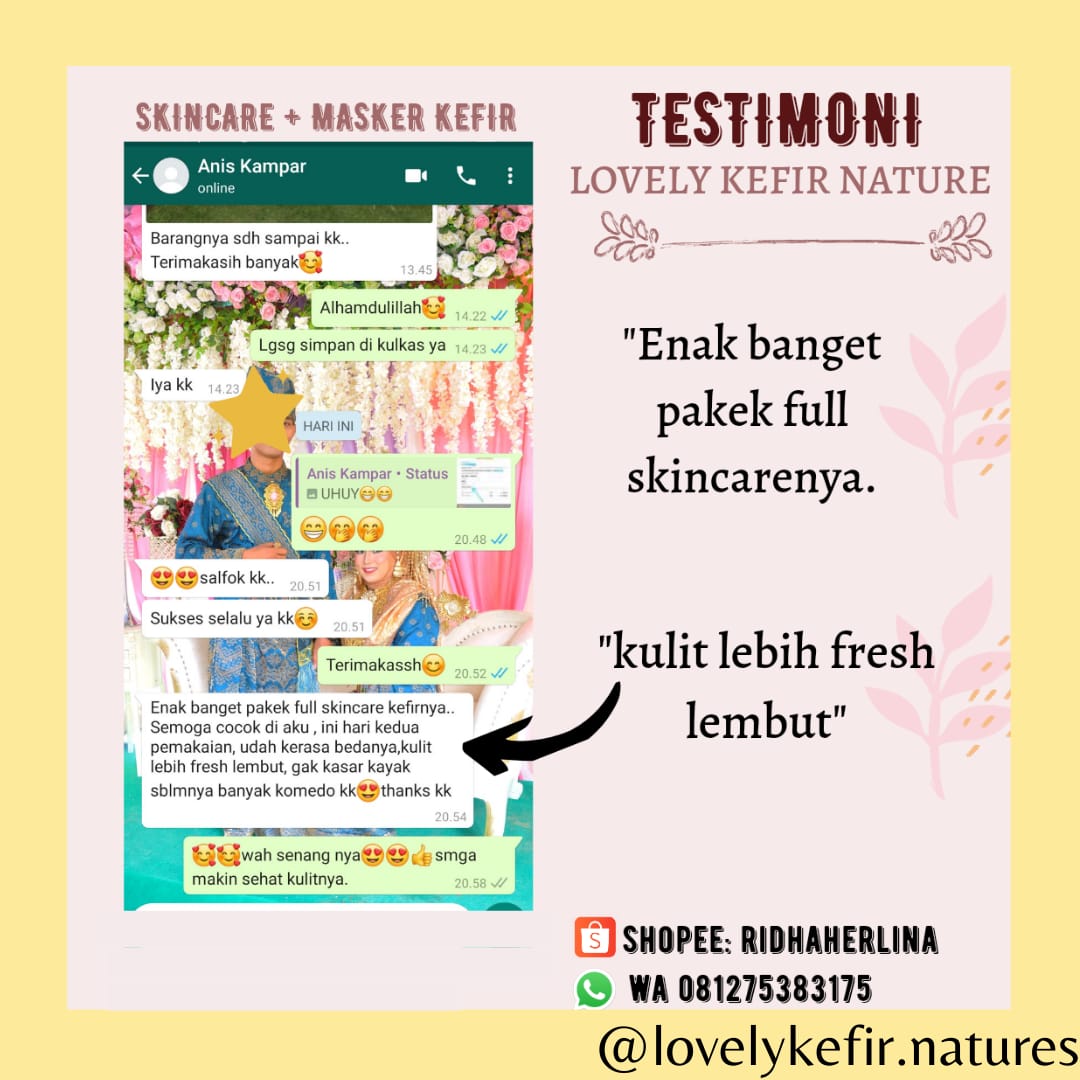 SKINCARE + MASKER KEFIR
Anis Kampar
online
Barangnya sdh sampai kk..
Terimakasih banyak🥰
13.45
Alhamdulillah🥰
14.22
Lgsg simpan di kulkas ya
14.23
Iya kk
14.23
HARI INI
Anis Kampar • Status
UHUY😁😁
😁🤭🤭
20.48
😍😍salfok kk..
20.51
Sukses selalu ya kk☺️
20.51
Terimakassh😊
20.52
Enak banget pakek full skincare kefirnya..
Semoga cocok di aku , ini hari kedua
pemakaian, udah kerasa bedanya,kulit
lebih fresh lembut, gak kasar kayak
sblmnya banyak komedo kk😍thanks kk
20.54
🥰🥰wah senang nya😍😍👍smga
makin sehat kulitnya.
20.58
TESTIMONI
LOVELY KEFIR NATURE
"Enak banget
pakek full
skincarenya.
"kulit lebih fresh
lembut"
SHOPEE: RIDHAHERLINA
WA 081275383175
@lovelykefir.natures